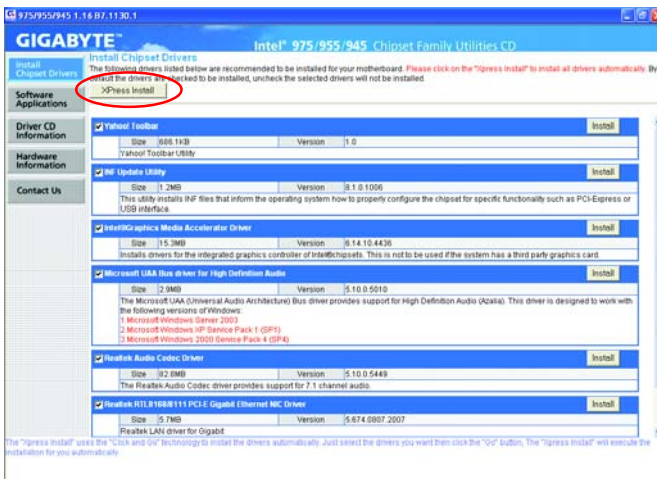 975/955/945 1.16 B7.1130.1
GIGABYTE™
Intel® 975/955/945 Chipset Family Utilities CD
Install
Chipset Drivers
Software
Applications
Driver CD
Information
Hardware
Information
Contact Us
Install Chipset Drivers
The following drivers listed below are recommended to be installed for your motherboard. Please click on the "Xpress Install" to install all drivers automatically. By
default the drivers are checked to be installed, uncheck the selected drivers will not be installed.
XPress Install
Yahoo! Toolbar
Install
Size 686.1KB Version 1.0
Yahoo! Toolbar Utility
INF Update Utility
Install
Size 1.2MB Version 8.1.0.1006
This utility installs INF files that inform the operating system how to properly configure the chipset for specific functionality such as PCI-Express or
USB interface.
Intel®Graphics Media Accelerator Driver
Install
Size 15.3MB Version 6.14.10.4436
Installs drivers for the integrated graphics controller of Intel®chipsets. This is not to be used if the system has a third party graphics card.
Microsoft UAA Bus driver for High Definition Audio
Install
Size 2.9MB Version 5.10.0.5010
The Microsoft UAA (Universal Audio Architecture) Bus driver provides support for High Definition Audio (Azalia). This driver is designed to work with
the following versions of Windows:
1.Microsoft Windows Server 2003
2.Microsoft Windows XP Service Pack 1 (SP1)
3.Microsoft Windows 2000 Service Pack 4 (SP4)
Realtek Audio Codec Driver
Install
Size 82.8MB Version 5.10.0.5449
The Realtek Audio Codec driver provides support for 7.1 channel audio.
Realtek RTL8168/8111 PCI-E Gigabit Ethernet NIC Driver
Install
Size 5.7MB Version 5.674.0807.2007
Realtek LAN driver for Gigabit
The "Xpress Install" uses the "Click and Go" technology to install the drivers automatically. Just select the drivers you want then click the "Go" button. The "Xpress Install" will execute the
installation for you automatically.